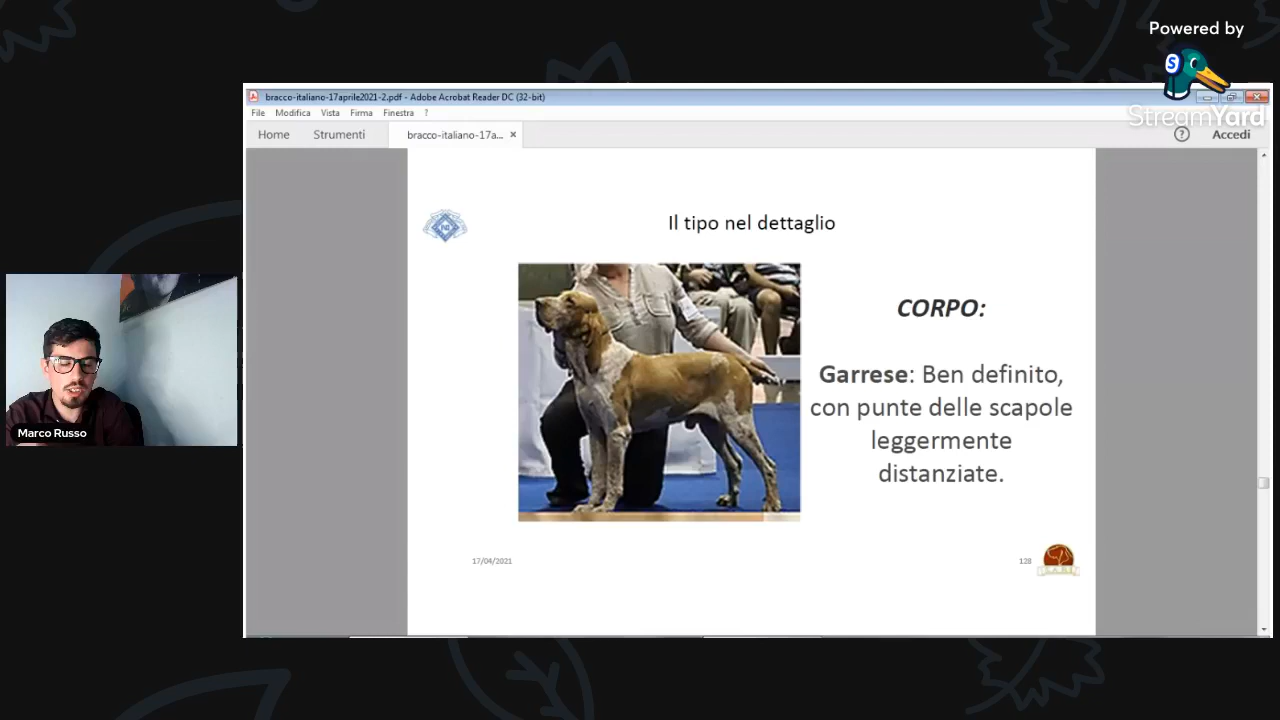 Powered by
StreamYard
bracco-italiano-17aprile2021-2.pdf - Adobe Acrobat Reader DC (32-bit)
File Modifica Vista Firma Finestra ?
Home Strumenti bracco-italiano-17a... × ? Accedi
Il tipo nel dettaglio
CORPO:
Garrese: Ben definito,
con punte delle scapole
leggermente
distanziate.
Marco Russo
17/04/2021 128